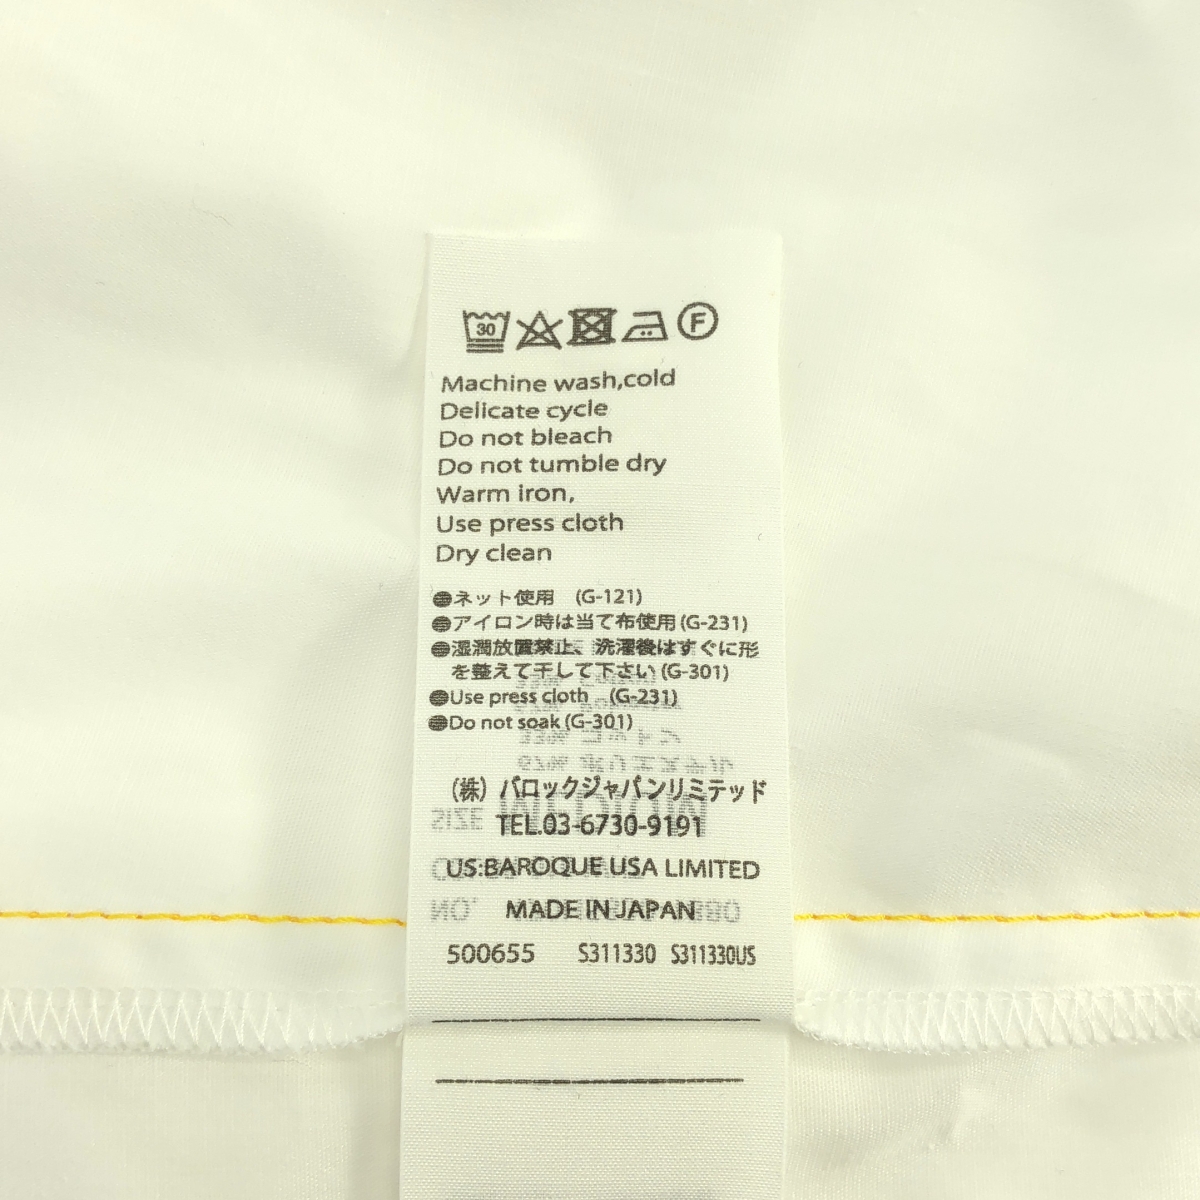 30 F
Machine wash,cold
Delicate cycle
Do not bleach
Do not tumble dry
Warm iron,
Use press cloth
Dry clean
●ネット使用 (G-121)
●アイロン時は当て布使用(G-231)
●湿潤放置禁止、洗濯後はすぐに形
を整えて干して下さい(G-301)
●Use press cloth (G-231)
●Do not soak(G-301)
(株) バロックジャパンリミテッド
TEL.03-6730-9191
US:BAROQUE USA LIMITED
MADE IN JAPAN
500655 S311330 S311330US